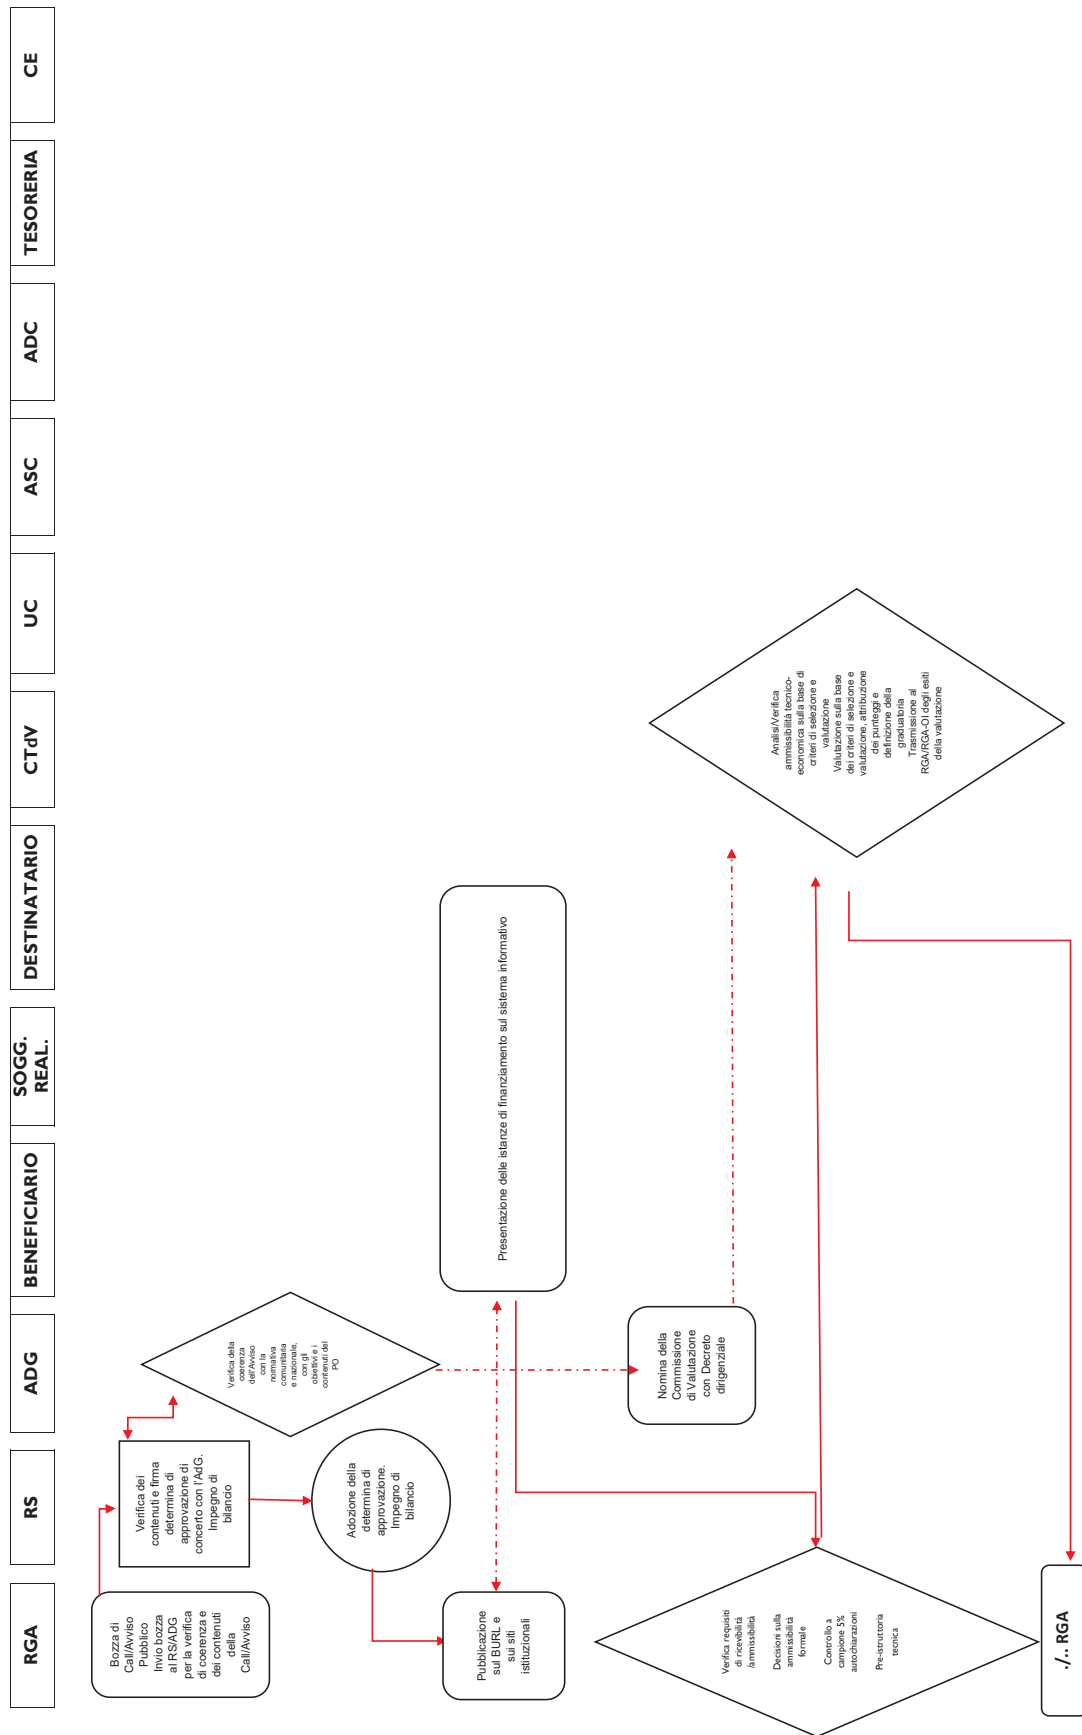 RGA
RS
ADG
BENEFICIARIO
SOGG.
REAL.
DESTINATARIO
CTdV
UC
ASC
ADC
TESORERIA
CE
Bozza di
Call/Avviso
Pubblico
Invio bozza
al RS/ADG
per la verifica
di coerenza e
dei contenuti
della
Call/Avviso
Verifica dei
contenuti e firma
determina di
approvazione di
concerto con l'AdG.
Impegno di
bilancio
Verifica della
coerenza
dell'Avviso
con la
normativa
comunitaria
e nazionale,
con gli
obiettivi e i
contenuti del
PO
Adozione della
determina di
approvazione.
Impegno di
bilancio
Pubblicazione
sul BURL e
sui siti
istituzionali
Presentazione delle istanze di finanziamento sul sistema informativo
Nomina della
Commissione
di Valutazione
con Decreto
dirigenziale
Verifica requisiti
di ricevibilità
/ammissibilità
Decisioni sulla
ammissibilità
formale
Controllo a
campione 5%
autochiarazioni
Pre-istruttoria
tecnica
Analisi/Verifica
ammissibilità tecnico-
economica sulla base di
criteri di selezione e
valutazione
Valutazione sulla base
dei criteri di selezione e
valutazione, attribuzione
dei punteggi e
definizione della
graduatoria
Trasmissione al
RGA/RGA-OI degli esiti
della valutazione
./.. RGA